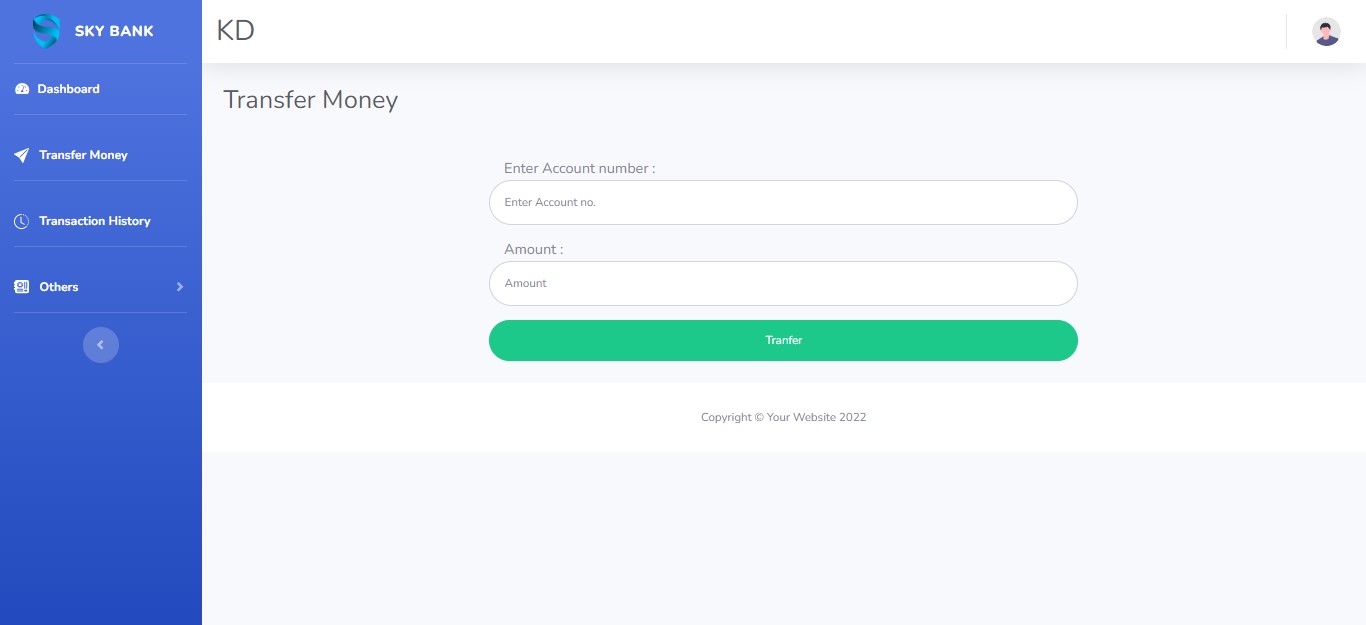 SKY BANK
KD
Dashboard
Transfer Money
Transaction History
Others
Transfer Money
Enter Account number :
Enter Account no.
Amount :
Amount
Tranfer
Copyright © Your Website 2022